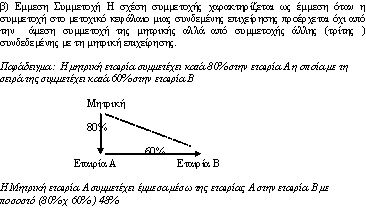 β) Εμμεση Συμμετοχή Η σχέση συμμετοχής χαρακτηρίζεται ως έμμεση όταν η
συμμετοχή στο μετοχικό κεφάλαιο μιας συνδεμένης επιχείρησης προέρχεται όχι από
την άμεση συμμετοχή της μητρικής αλλά από συμμετοχής άλλης (τρίτης
) συνδεδεμένης με τη μητρική επιχείρησης.
Παράδειγμα: Η μητρική εταιρία συμμετέχει κατά 80% στην εταιρία Α η οποία με τη
σειρά της συμμετέχει κατά 60% στην εταιρία Β
Μητρική
80%
60%
Εταιρία Α Εταιρία Β
Η Μητρική εταιρία Α συμμετέχει έμμεσα μέσω της εταιρίας Α στην εταιρία Β με
ποσοστό (80% χ 60%) 48%